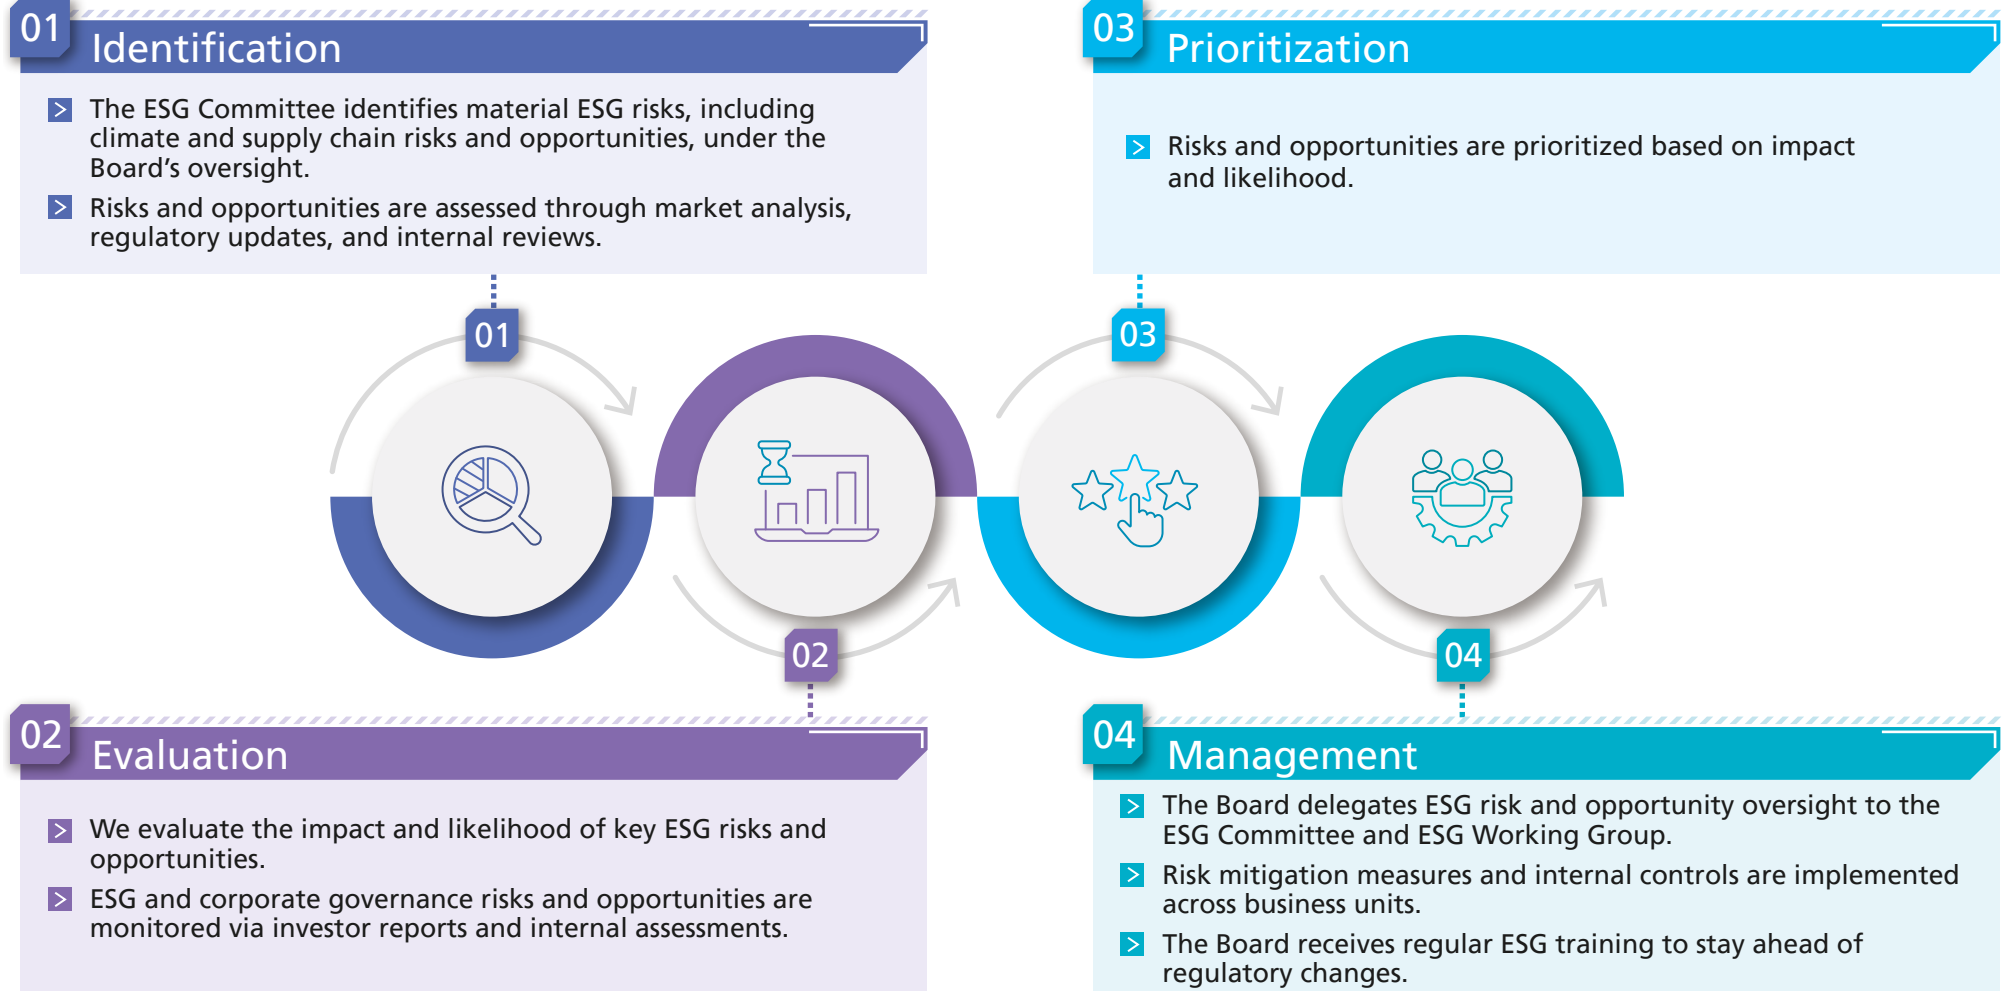 01
Identification
The ESG Committee identifies material ESG risks, including
climate and supply chain risks and opportunities, under the
Board’s oversight.
Risks and opportunities are assessed through market analysis,
regulatory updates, and internal reviews.
03
Prioritization
Risks and opportunities are prioritized based on impact
and likelihood.
01
03
02
04
02
Evaluation
We evaluate the impact and likelihood of key ESG risks and
opportunities.
ESG and corporate governance risks and opportunities are
monitored via investor reports and internal assessments.
04
Management
The Board delegates ESG risk and opportunity oversight to the
ESG Committee and ESG Working Group.
Risk mitigation measures and internal controls are implemented
across business units.
The Board receives regular ESG training to stay ahead of
regulatory changes.